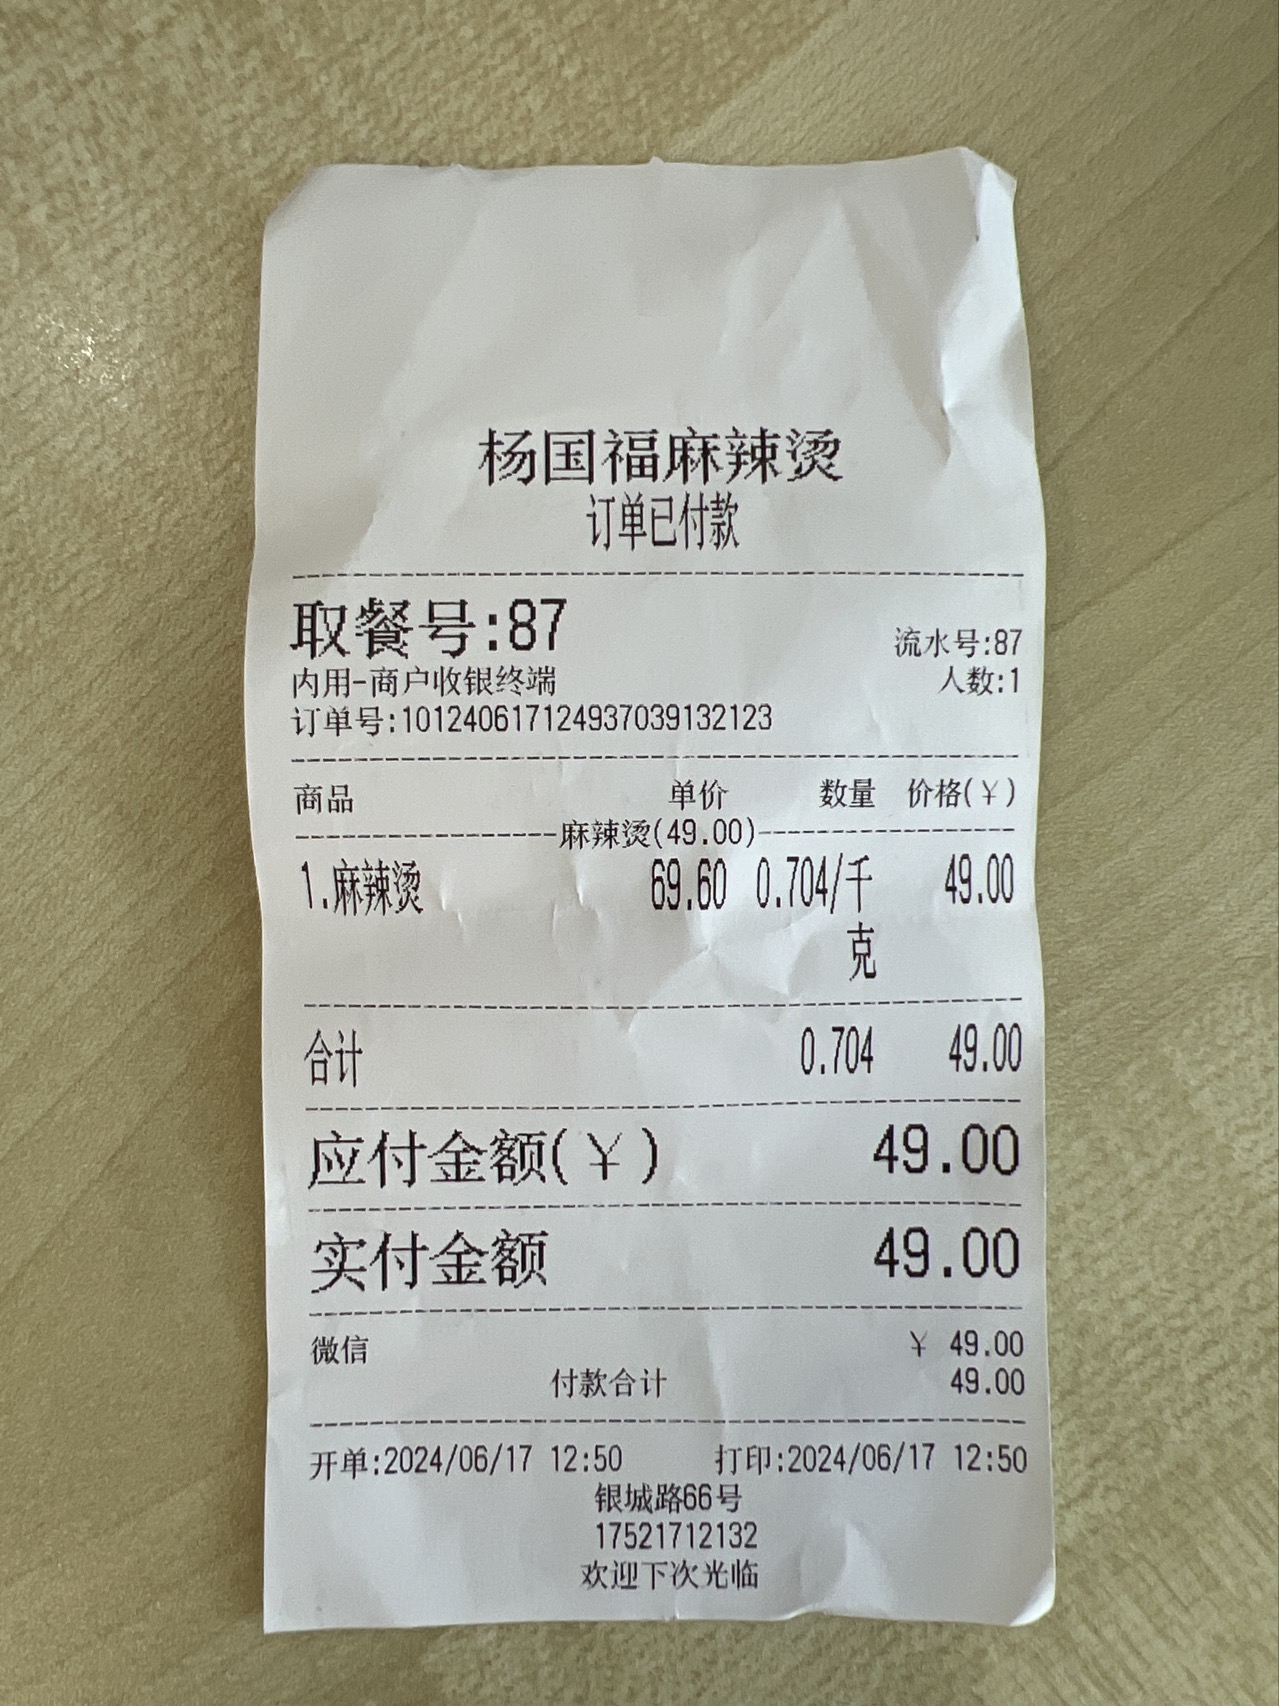 杨国福麻辣烫
订单已付款
取餐号:87
流水号:87
内用-商户收银终端 人数:1
订单号:101240617124937039132123
商品 单价 数量 价格(¥)
麻辣烫(49.00)
1.麻辣烫 69.60 0.704/千 49.00
克
合计 0.704 49.00
应付金额(¥) 49.00
实付金额 49.00
微信 ¥ 49.00
付款合计 49.00
开单:2024/06/17 12:50 打印:2024/06/17 12:50
银城路66号
17521712132
欢迎下次光临